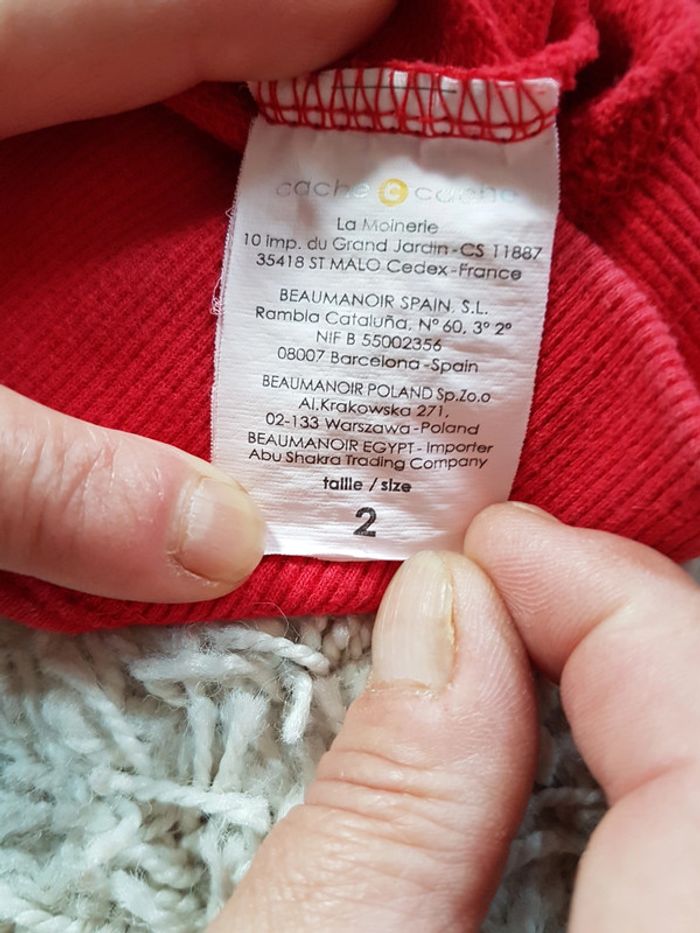 cache c cache
La Moinerie
10 imp. du Grand Jardin-CS 11887
35418 ST MALO Cedex-France
BEAUMANOIR SPAIN, S.L.
Rambla Cataluña, N° 60, 3° 2°
NIF B 55002356
08007 Barcelona-Spain
BEAUMANOIR POLAND Sp.Zo.o
Al.Krakowska 271,
02-133 Warszawa-Poland
BEAUMANOIR EGYPT- Importer
Abu Shakra Trading Company
taille / size
2